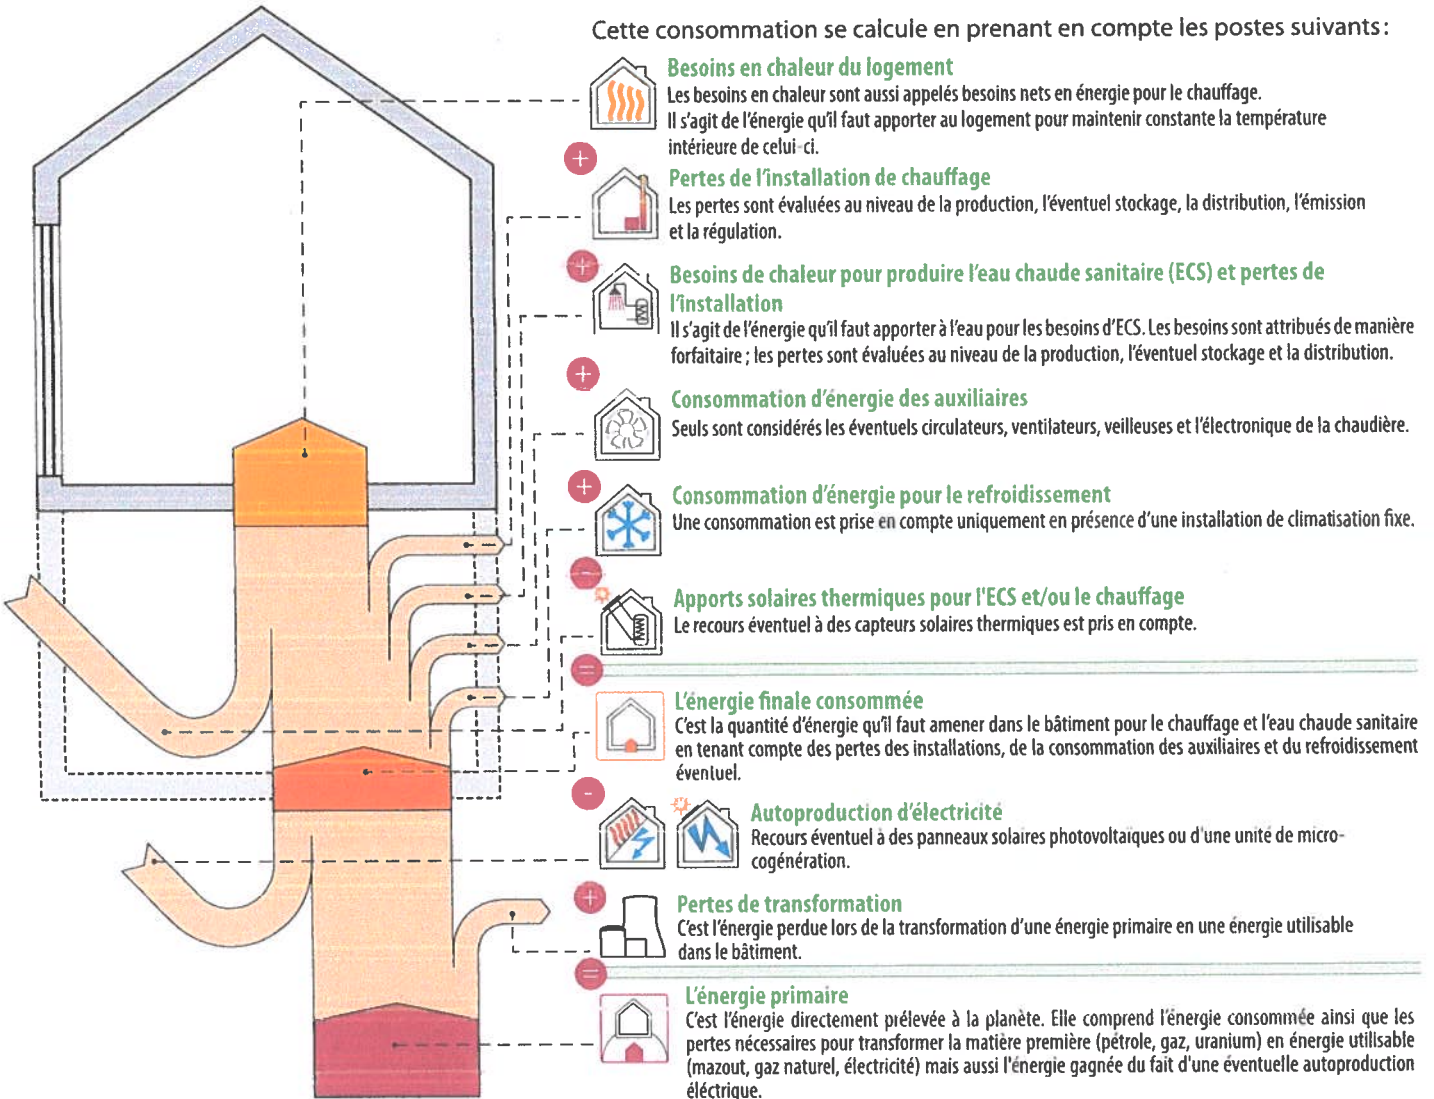 Cette consommation se calcule en prenant en compte les postes suivants :
Besoins en chaleur du logement
Les besoins en chaleur sont aussi appelés besoins nets en énergie pour le chauffage.
Il s'agit de l'énergie qu'il faut apporter au logement pour maintenir constante la température
intérieure de celui-ci.
+
Pertes de l'installation de chauffage
Les pertes sont évaluées au niveau de la production, l'éventuel stockage, la distribution, l'émission
et la régulation.
+
Besoins de chaleur pour produire l'eau chaude sanitaire (ECS) et pertes de
l'installation
Il s'agit de l'énergie qu'il faut apporter à l'eau pour les besoins d'ECS. Les besoins sont attribués de manière
forfaitaire ; les pertes sont évaluées au niveau de la production, l'éventuel stockage et la distribution.
+
Consommation d'énergie des auxiliaires
Seuls sont considérés les éventuels circulateurs, ventilateurs, veilleuses et l'électronique de la chaudière.
+
Consommation d'énergie pour le refroidissement
Une consommation est prise en compte uniquement en présence d'une installation de climatisation fixe.
-
Apports solaires thermiques pour l'ECS et/ou le chauffage
Le recours éventuel à des capteurs solaires thermiques est pris en compte.
=
L'énergie finale consommée
C'est la quantité d'énergie qu'il faut amener dans le bâtiment pour le chauffage et l'eau chaude sanitaire
en tenant compte des pertes des installations, de la consommation des auxiliaires et du refroidissement
éventuel.
-
Autoproduction d'électricité
Recours éventuel à des panneaux solaires photovoltaïques ou d'une unité de micro-
cogénération.
+
Pertes de transformation
C'est l'énergie perdue lors de la transformation d'une énergie primaire en une énergie utilisable
dans le bâtiment.
=
L'énergie primaire
C'est l'énergie directement prélevée à la planète. Elle comprend l'énergie consommée ainsi que les
pertes nécessaires pour transformer la matière première (pétrole, gaz, uranium) en énergie utilisable
(mazout, gaz naturel, électricité) mais aussi l'énergie gagnée du fait d'une éventuelle autoproduction
éléctrique.